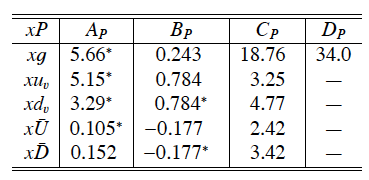 xP A_P B_P C_P D_P
xg 5.66* 0.243 18.76 34.0
xu_v 5.15* 0.784 3.25 —
xd_v 3.29* 0.784* 4.77 —
xŪ 0.105* −0.177 2.42 —
xD̄ 0.152 −0.177* 3.42 —